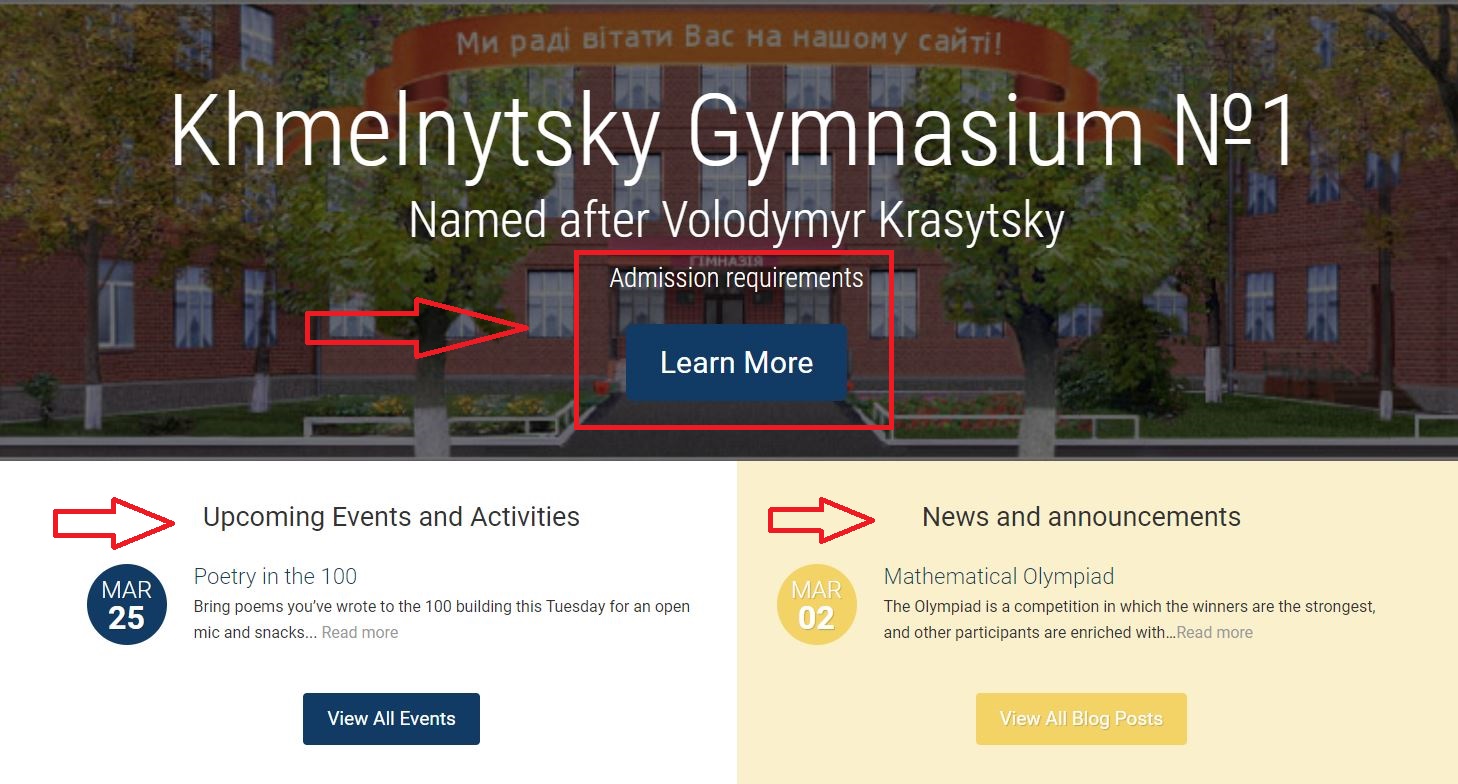 Ми раді вітати Вас на нашому сайті!
Khmelnytsky Gymnasium №1
Named after Volodymyr Krasytsky
ГІМНАЗІЯ
Admission requirements
Learn More
Upcoming Events and Activities
MAR
25
Poetry in the 100
Bring poems you’ve wrote to the 100 building this Tuesday for an open
mic and snacks... Read more
View All Events
News and announcements
MAR
02
Mathematical Olympiad
The Olympiad is a competition in which the winners are the strongest,
and other participants are enriched with…Read more
View All Blog Posts